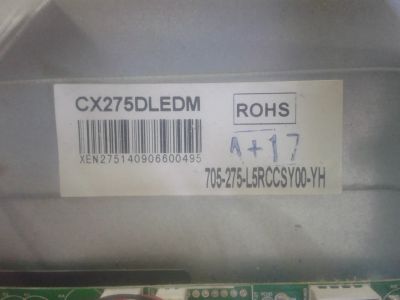 CX275DLEDM
ROHS
XEN275140906600495
A+17
705-275-L5RCCSY00-YH